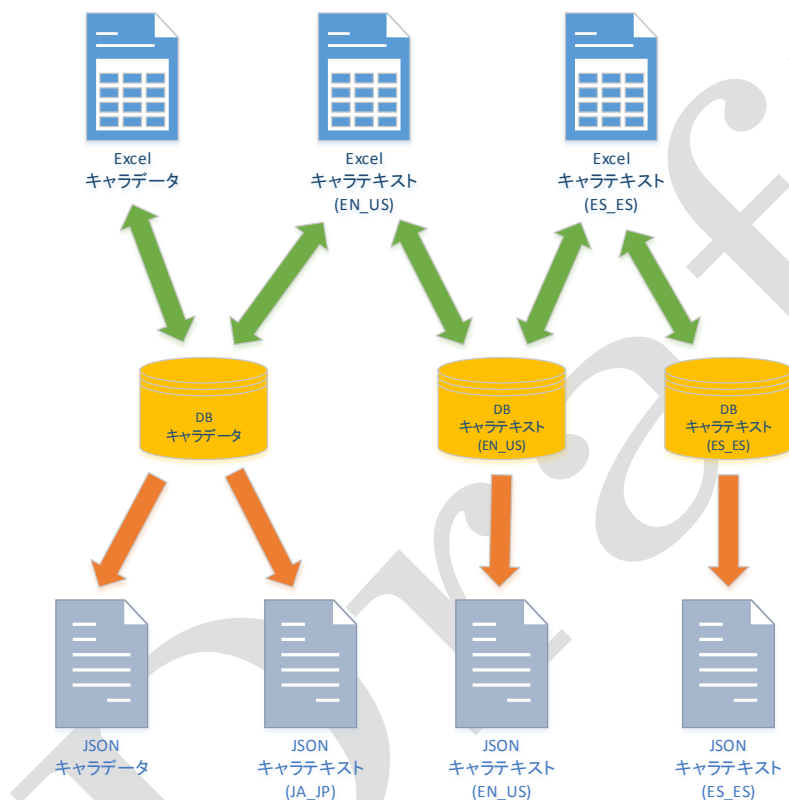 Excel
キャラデータ
Excel
キャラテキスト
(EN_US)
Excel
キャラテキスト
(ES_ES)
DB
キャラデータ
DB
キャラテキスト
(EN_US)
DB
キャラテキスト
(ES_ES)
JSON
キャラデータ
JSON
キャラテキスト
(JA_JP)
JSON
キャラテキスト
(EN_US)
JSON
キャラテキスト
(ES_ES)
Draf